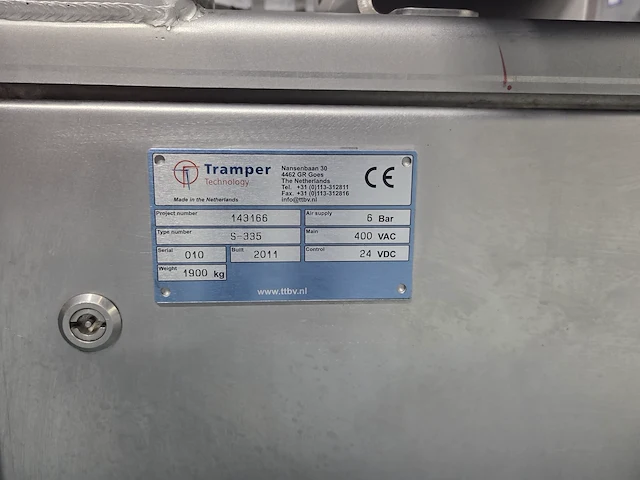 Tramper
Technology
Made in the Netherlands
Nansenbaan 30
4462 GR Goes
The Netherlands
Tel. +31 (0)113-312811
Fax. +31 (0)113-312816
info@ttbv.nl
CE
Project number 143166
Type number S-335
Serial 010 Built 2011
Weight 1900 kg
Air supply 6 Bar
Main 400 VAC
Control 24 VDC
www.ttbv.nl